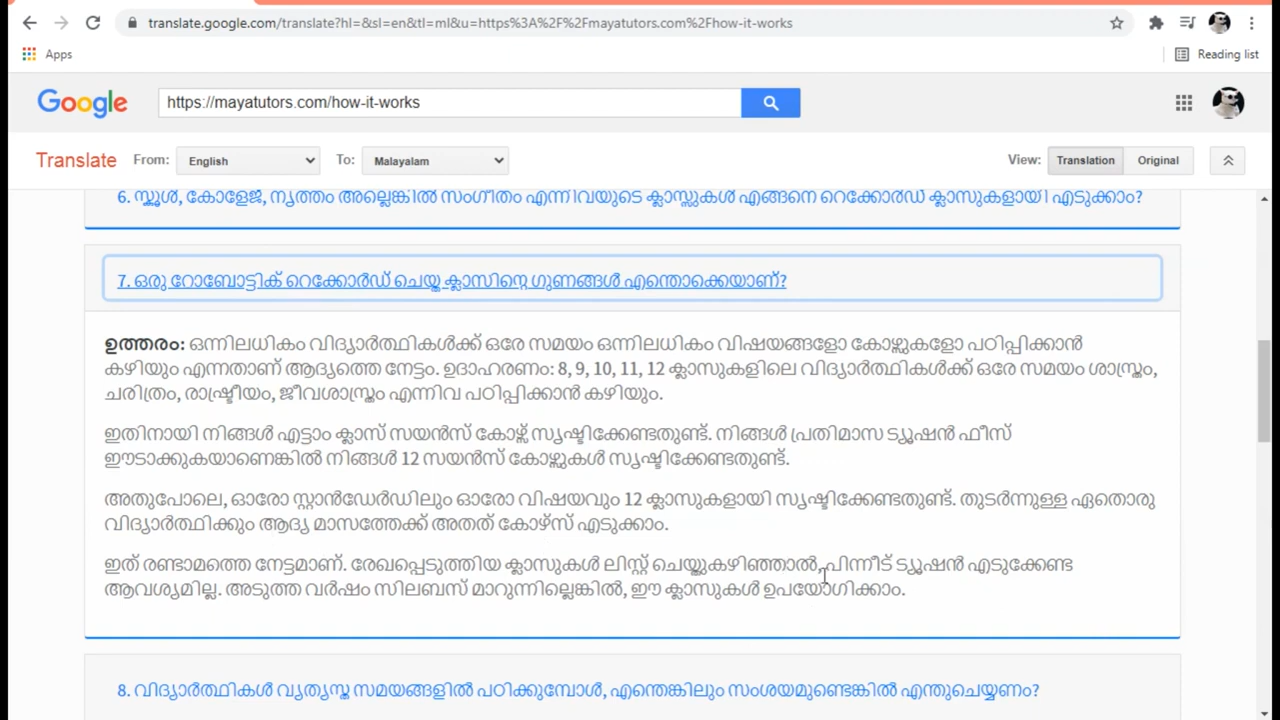 translate.google.com/translate?hl=&sl=en&tl=ml&u=https%3A%2F%2Fmayatutors.com%2Fhow-it-works
Apps
Reading list
Google
https://mayatutors.com/how-it-works
Translate From: English To: Malayalam View: Translation Original
6. സ്കൂൾ, കോളേജ്, നൃത്തം അല്ലെങ്കിൽ സംഗീതം എന്നിവയുടെ ക്ലാസ്സുകൾ എങ്ങനെ റെക്കോർഡ് ക്ലാസുകളായി എടുക്കാം?
7. ഒരു റോബോട്ടിക് റെക്കോർഡ് ചെയ്ത ക്ലാസിന്റെ ഗുണങ്ങൾ എന്തൊക്കെയാണ്?
ഉത്തരം: ഒന്നിലധികം വിദ്യാർത്ഥികൾക്ക് ഒരേ സമയം ഒന്നിലധികം വിഷയങ്ങളോ കോഴ്സുകളോ പഠിപ്പിക്കാൻ
കഴിയും എന്നതാണ് ആദ്യത്തെ നേട്ടം. ഉദാഹരണം: 8, 9, 10, 11, 12 ക്ലാസുകളിലെ വിദ്യാർത്ഥികൾക്ക് ഒരേ സമയം ശാസ്ത്രം,
ചരിത്രം, രാഷ്ട്രീയം, ജീവശാസ്ത്രം എന്നിവ പഠിപ്പിക്കാൻ കഴിയും.
ഇതിനായി നിങ്ങൾ എട്ടാം ക്ലാസ് സയൻസ് കോഴ്സ് സൃഷ്ടിക്കേണ്ടതുണ്ട്. നിങ്ങൾ പ്രതിമാസ ട്യൂഷൻ ഫീസ്
ഈടാക്കുകയാണെങ്കിൽ നിങ്ങൾ 12 സയൻസ് കോഴ്സുകൾ സൃഷ്ടിക്കേണ്ടതുണ്ട്.
അതുപോലെ, ഓരോ സ്റ്റാൻഡേർഡിലും ഓരോ വിഷയവും 12 ക്ലാസുകളായി സൃഷ്ടിക്കേണ്ടതുണ്ട്. തുടർന്നുള്ള ഏതൊരു
വിദ്യാർത്ഥിക്കും ആദ്യ മാസത്തേക്ക് അതത് കോഴ്സ് എടുക്കാം.
ഇത് രണ്ടാമത്തെ നേട്ടമാണ്. രേഖപ്പെടുത്തിയ ക്ലാസുകൾ ലിസ്റ്റ് ചെയ്തുകഴിഞ്ഞാൽ, പിന്നീട് ട്യൂഷൻ എടുക്കേണ്ട
ആവശ്യമില്ല. അടുത്ത വർഷം സിലബസ് മാറുന്നില്ലെങ്കിൽ, ഈ ക്ലാസുകൾ ഉപയോഗിക്കാം.
8. വിദ്യാർത്ഥികൾ വ്യത്യസ്ത സമയങ്ങളിൽ പഠിക്കുമ്പോൾ, എന്തെങ്കിലും സംശയമുണ്ടെങ്കിൽ എന്തുചെയ്യണം?